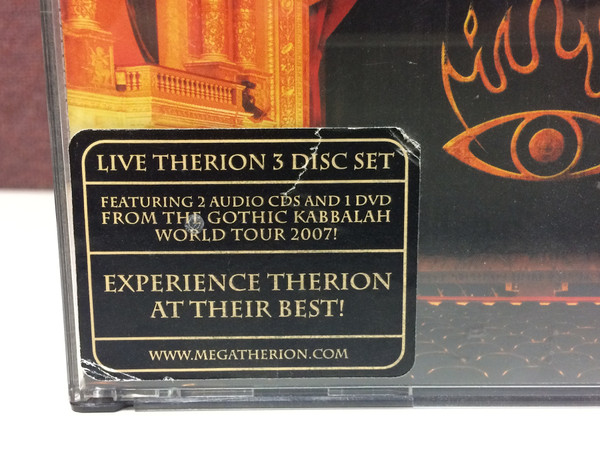 LIVE THERION 3 DISC SET
FEATURING 2 AUDIO CDS AND 1 DVD
FROM THE GOTHIC KABBALAH
WORLD TOUR 2007!
EXPERIENCE THERION
AT THEIR BEST!
WWW.MEGATHERION.COM